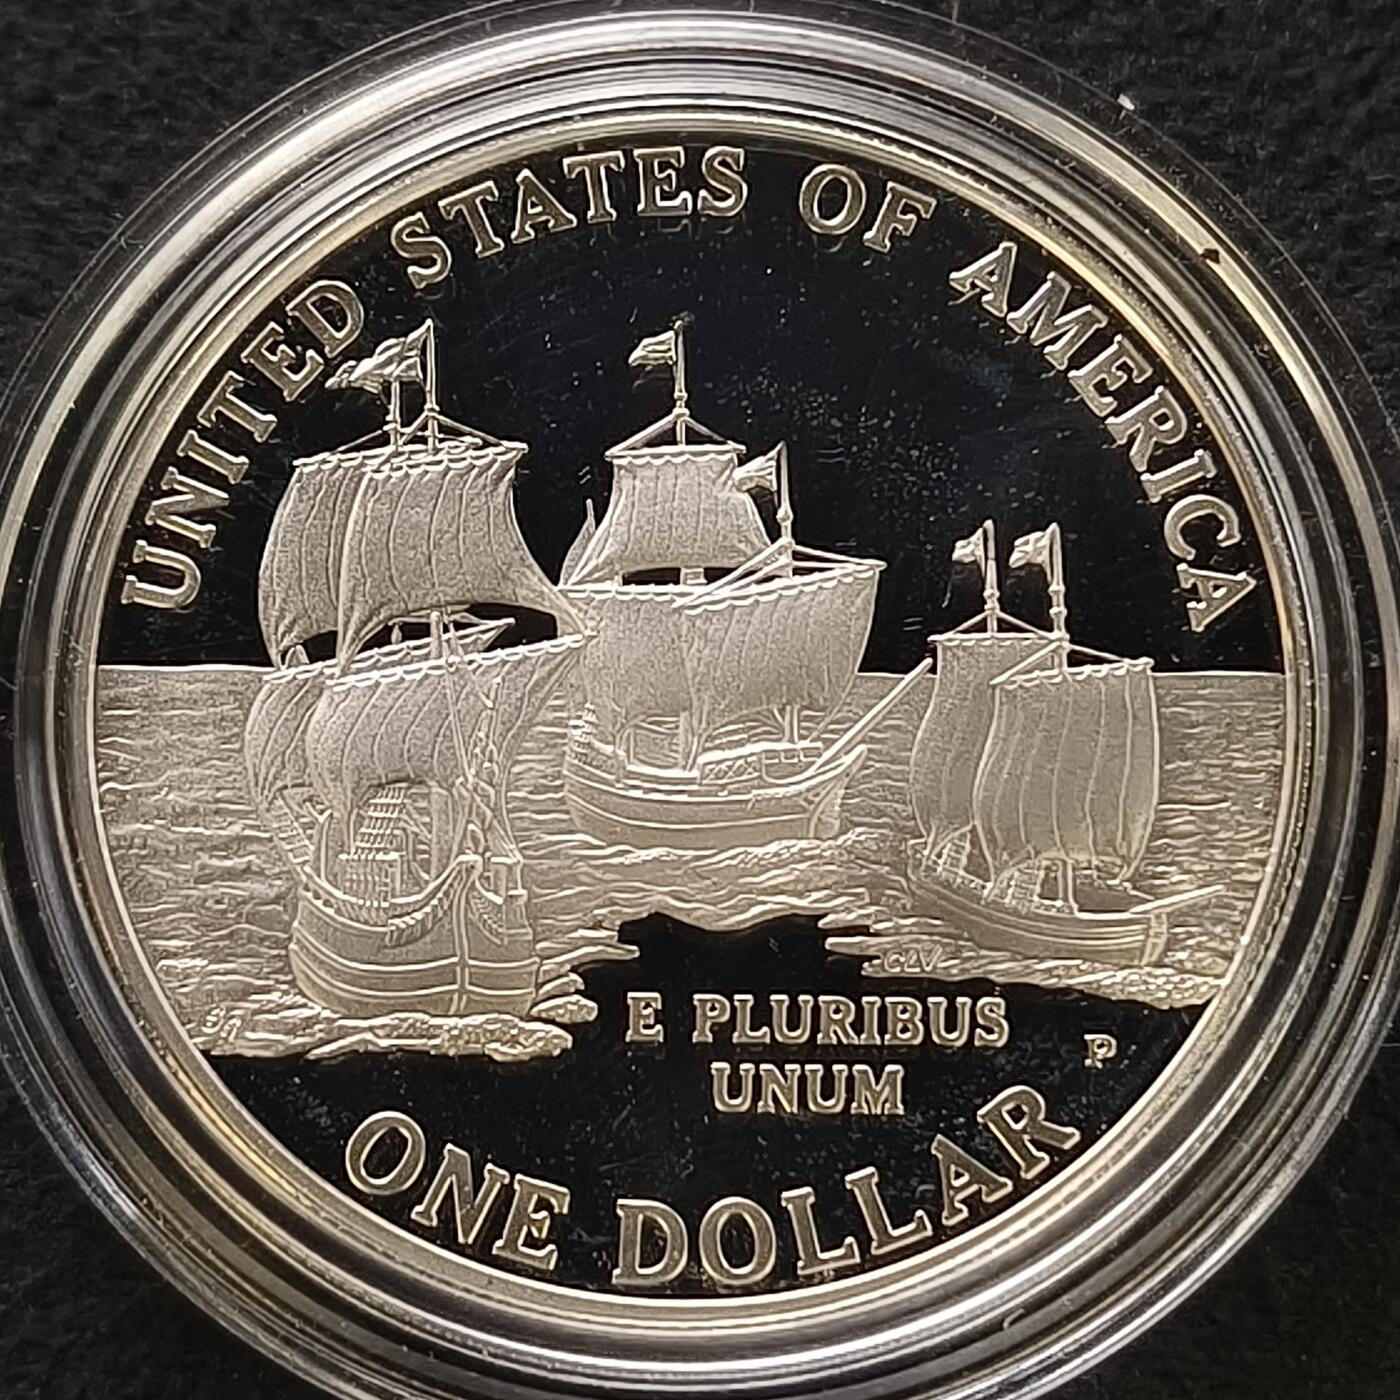 UNITED STATES OF AMERICA
E PLURIBUS
UNUM
P
ONE DOLLAR